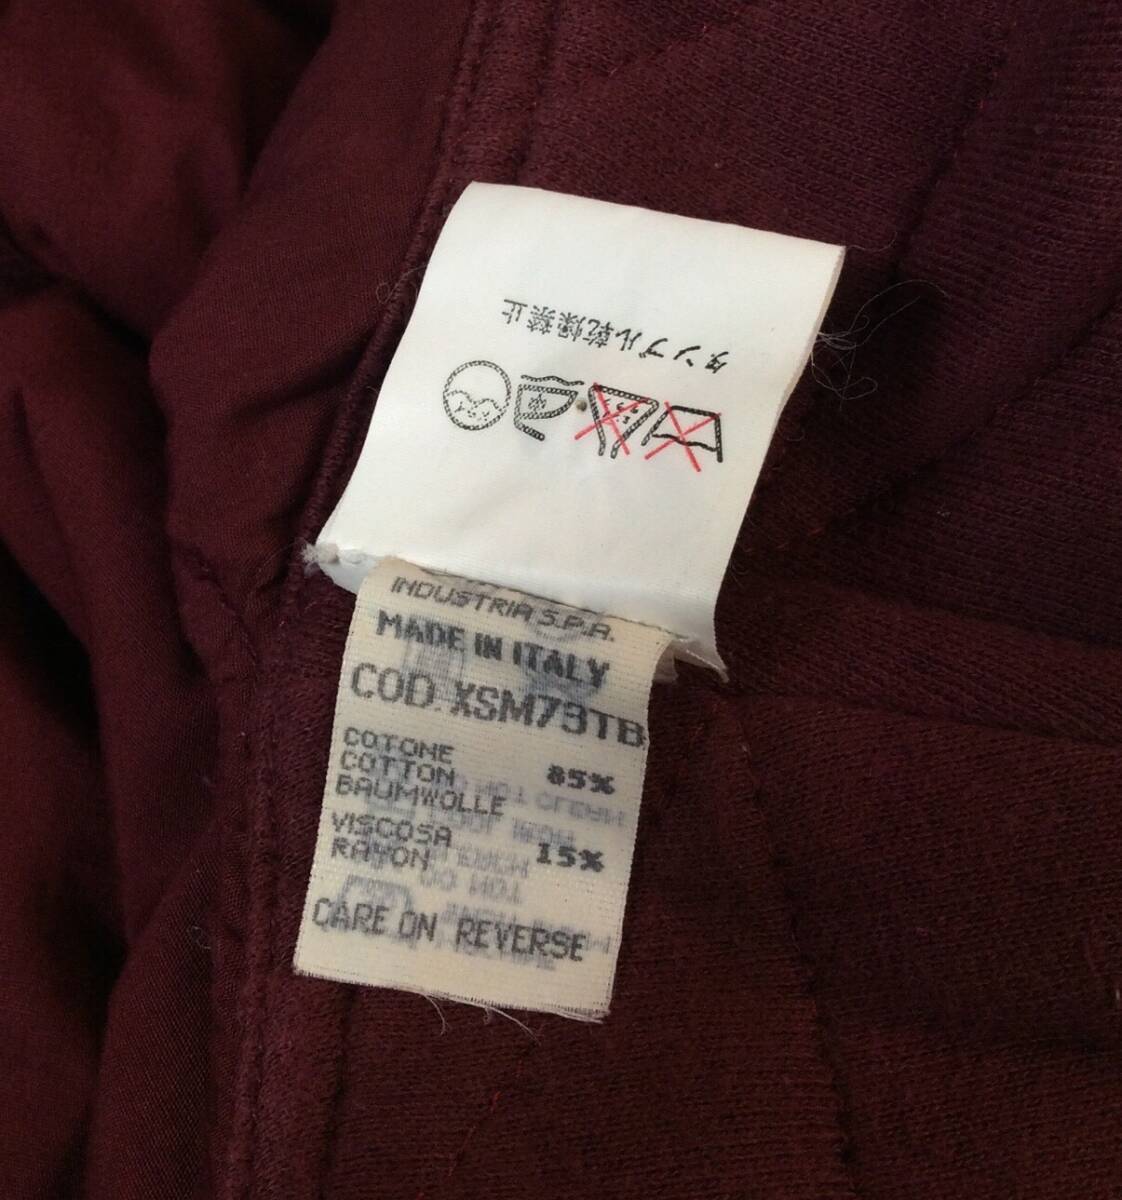 タンブル乾燥禁止
INDUSTRIA S.P.A.
MADE IN ITALY
COD. XSM73TB
COTONE
COTTON 85%
BAUMWOLLE
VISCOSA
RAYON 15%
CARE ON REVERSE